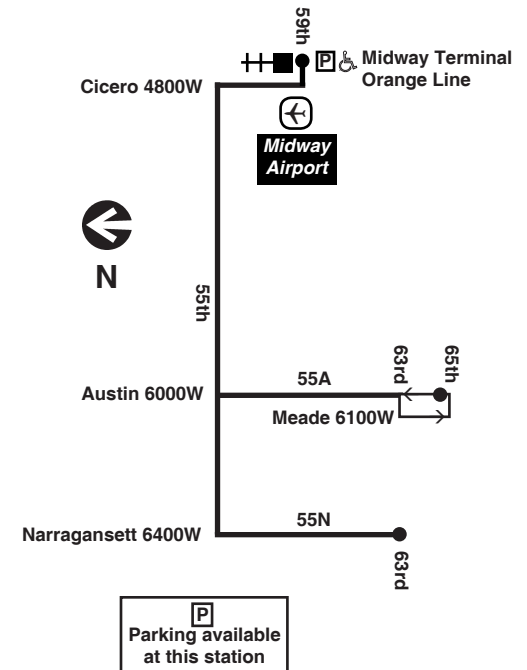 59th
P
Midway Terminal
Orange Line
Cicero 4800W
Midway
Airport
N
55th
63rd
65th
55A
Austin 6000W
Meade 6100W
55N
Narragansett 6400W
63rd
P
Parking available
at this station